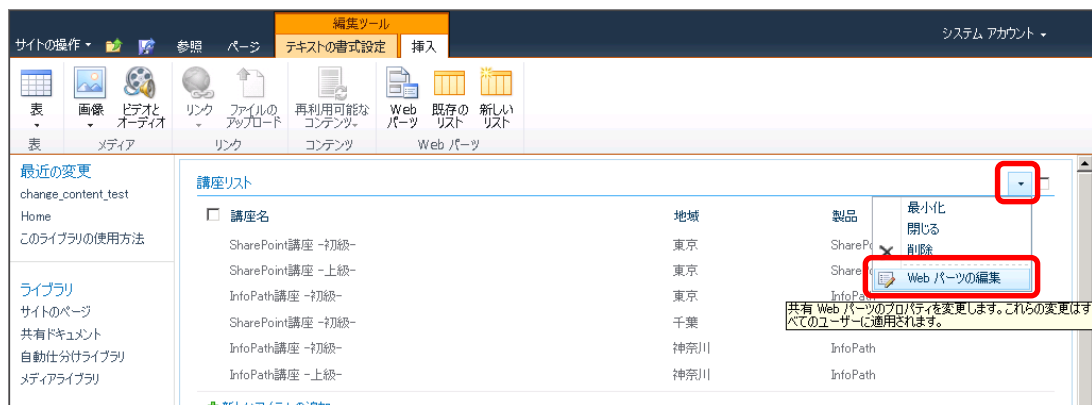 編集ツール
サイトの操作 参照 ページ テキストの書式設定 挿入 システム アカウント
表 画像 ビデオと
オーディオ リンク ファイルの
アップロード 再利用可能な
コンテンツ Web
パーツ 既存の
リスト 新しい
リスト
表 メディア リンク コンテンツ Web パーツ
最近の変更
change_content_test
Home
このライブラリの使用方法
ライブラリ
サイトのページ
共有ドキュメント
自動仕分けライブラリ
メディアライブラリ
講座リスト
講座名 地域 製品
SharePoint講座 -初級- 東京
SharePoint講座 -上級- 東京
InfoPath講座 -初級- 東京
SharePoint講座 -初級- 千葉
InfoPath講座 -初級- 神奈川 InfoPath
InfoPath講座 -上級- 神奈川 InfoPath
最小化
閉じる
削除
Web パーツの編集
共有 Web パーツのプロパティを変更します。これらの変更はす
べてのユーザーに適用されます。